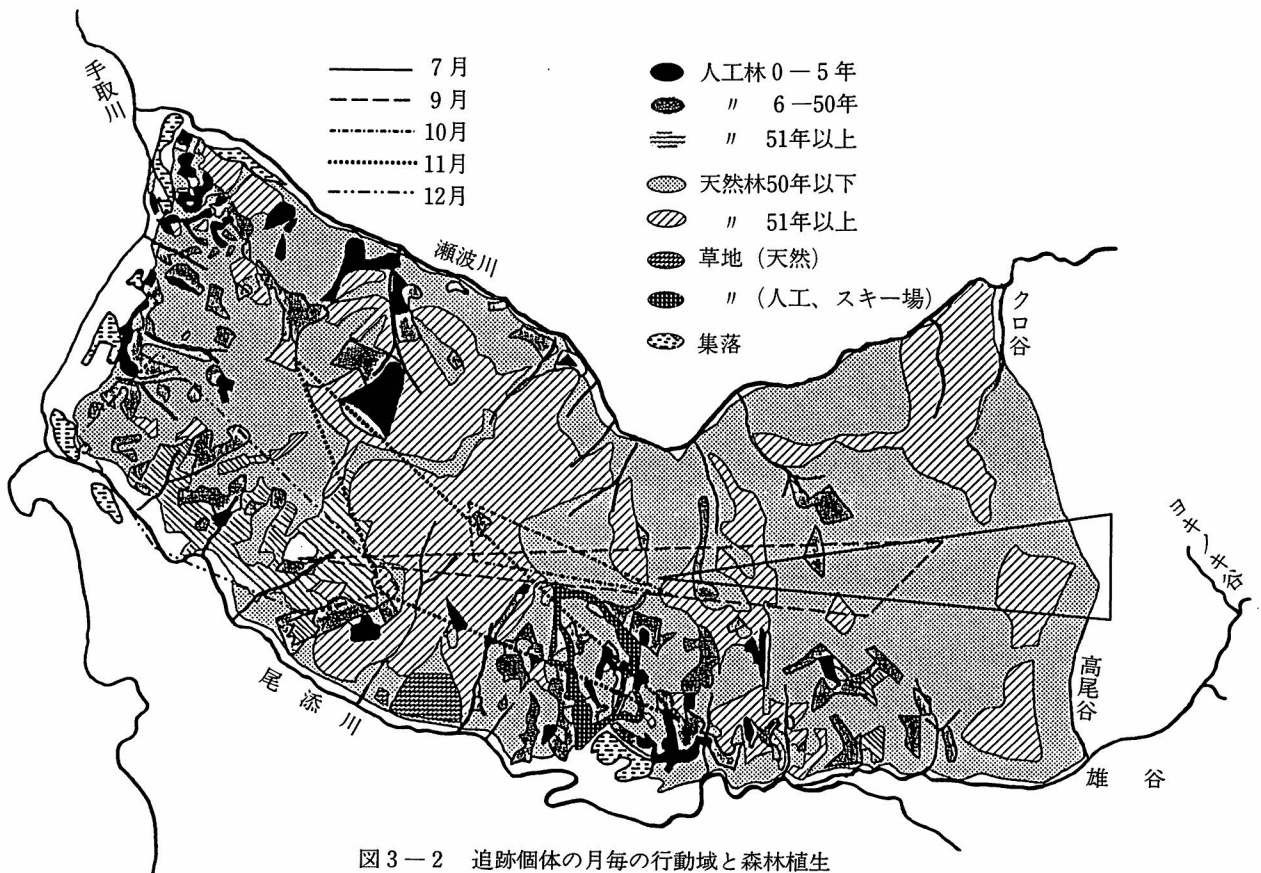 手取川
7月
9月
10月
11月
12月
人工林 0－5年
〃 6－50年
〃 51年以上
天然林50年以下
〃 51年以上
草地（天然）
〃（人工、スキー場）
集落
瀬波川
クロ谷
ヨキノキ谷
高尾谷
雄谷
尾添川
図3－2 追跡個体の月毎の行動域と森林植生